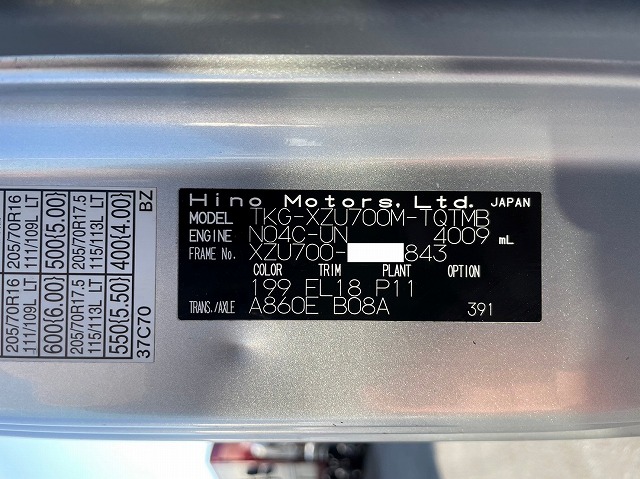 Hino Motors, Ltd. JAPAN
MODEL TKG-XZU700M-TQTMB
ENGINE N04C-UN 4009 mL
FRAME No. XZU700- 843
COLOR TRIM PLANT OPTION
199 FL18 P11
TRANS./AXLE A860E B08A 391
205/70R16 111/109L LT
600(6.00)
205/70R17.5 115/113L LT
550(5.50)
205/70R16 111/109L LT
500(5.00)
205/70R17.5 115/113L LT
400(4.00)
37C70 BZ